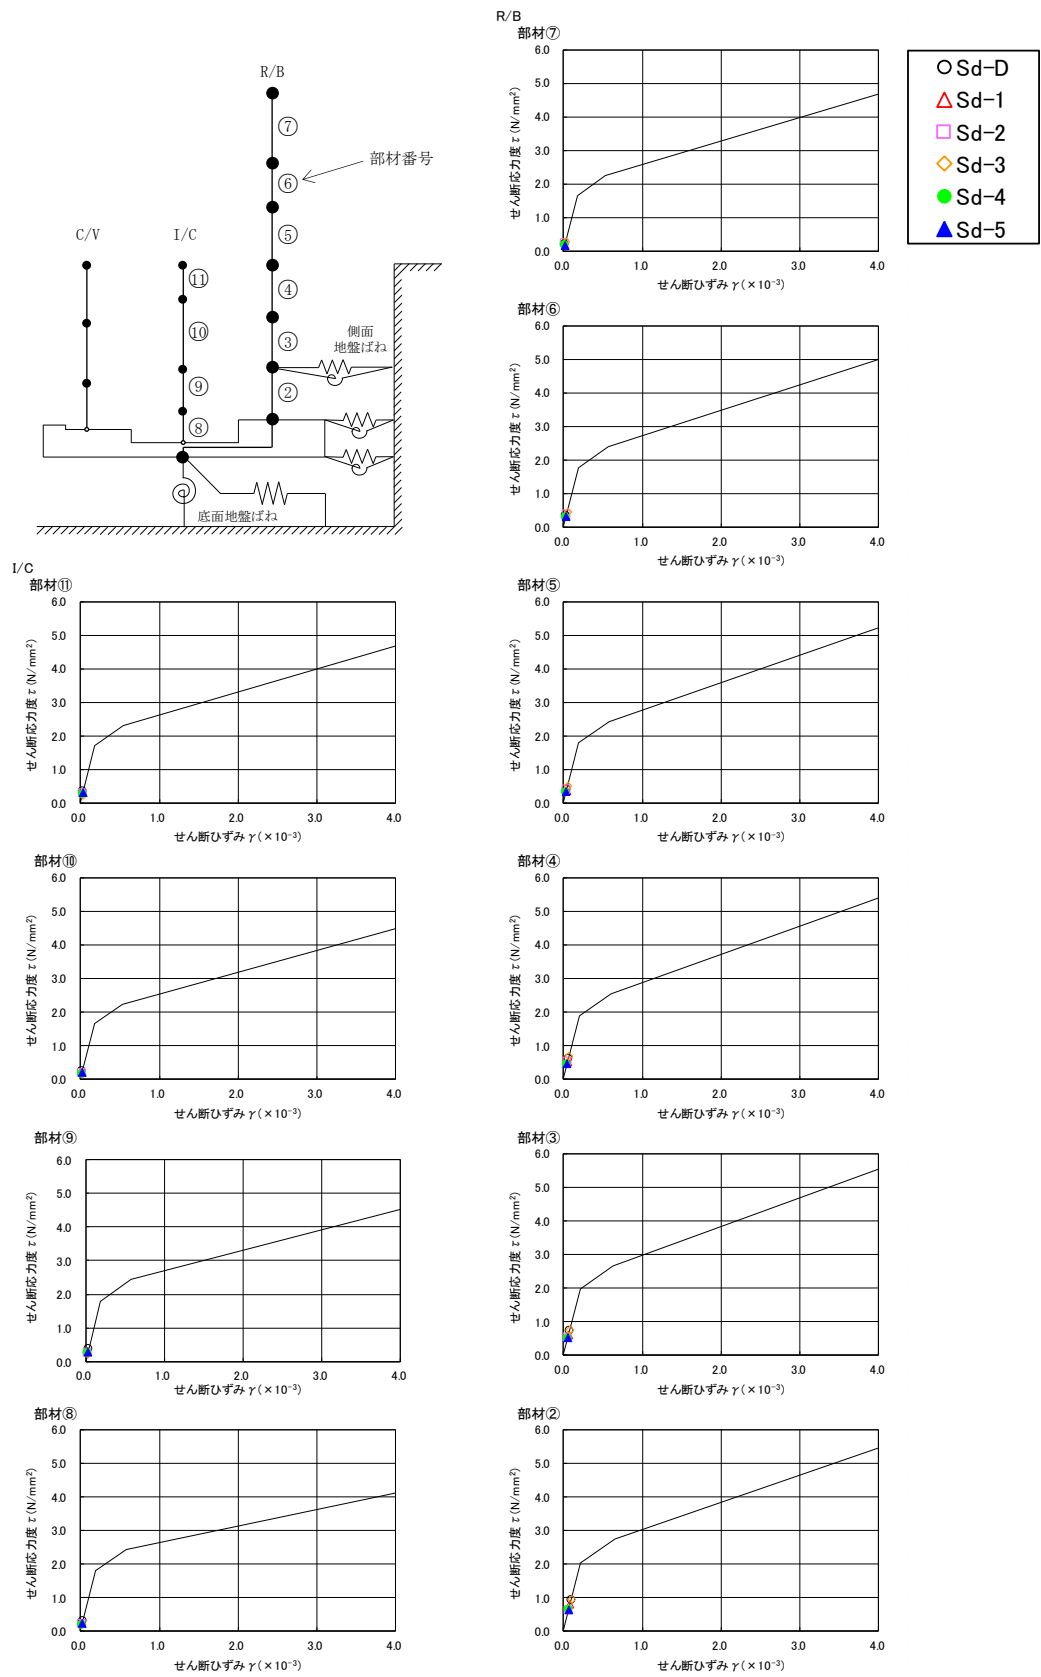 R/B
部材⑦
6.0
5.0
4.0
3.0
2.0
1.0
0.0
せん断応力度 τ (N/mm²)
0.0 1.0 2.0 3.0 4.0
せん断ひずみ γ (×10⁻³)
Sd-D
Sd-1
Sd-2
Sd-3
Sd-4
Sd-5
R/B
⑦
部材番号
⑥
⑤
C/V
I/C
⑪
④
⑩
③
側面
地盤ばね
⑨
②
⑧
底面地盤ばね
部材⑥
6.0
5.0
4.0
3.0
2.0
1.0
0.0
せん断応力度 τ (N/mm²)
0.0 1.0 2.0 3.0 4.0
せん断ひずみ γ (×10⁻³)
I/C
部材⑪
6.0
5.0
4.0
3.0
2.0
1.0
0.0
せん断応力度 τ (N/mm²)
0.0 1.0 2.0 3.0 4.0
せん断ひずみ γ (×10⁻³)
部材⑤
6.0
5.0
4.0
3.0
2.0
1.0
0.0
せん断応力度 τ (N/mm²)
0.0 1.0 2.0 3.0 4.0
せん断ひずみ γ (×10⁻³)
部材⑩
6.0
5.0
4.0
3.0
2.0
1.0
0.0
せん断応力度 τ (N/mm²)
0.0 1.0 2.0 3.0 4.0
せん断ひずみ γ (×10⁻³)
部材④
6.0
5.0
4.0
3.0
2.0
1.0
0.0
せん断応力度 τ (N/mm²)
0.0 1.0 2.0 3.0 4.0
せん断ひずみ γ (×10⁻³)
部材⑨
6.0
5.0
4.0
3.0
2.0
1.0
0.0
せん断応力度 τ (N/mm²)
0.0 1.0 2.0 3.0 4.0
せん断ひずみ γ (×10⁻³)
部材③
6.0
5.0
4.0
3.0
2.0
1.0
0.0
せん断応力度 τ (N/mm²)
0.0 1.0 2.0 3.0 4.0
せん断ひずみ γ (×10⁻³)
部材⑧
6.0
5.0
4.0
3.0
2.0
1.0
0.0
せん断応力度 τ (N/mm²)
0.0 1.0 2.0 3.0 4.0
せん断ひずみ γ (×10⁻³)
部材②
6.0
5.0
4.0
3.0
2.0
1.0
0.0
せん断応力度 τ (N/mm²)
0.0 1.0 2.0 3.0 4.0
せん断ひずみ γ (×10⁻³)